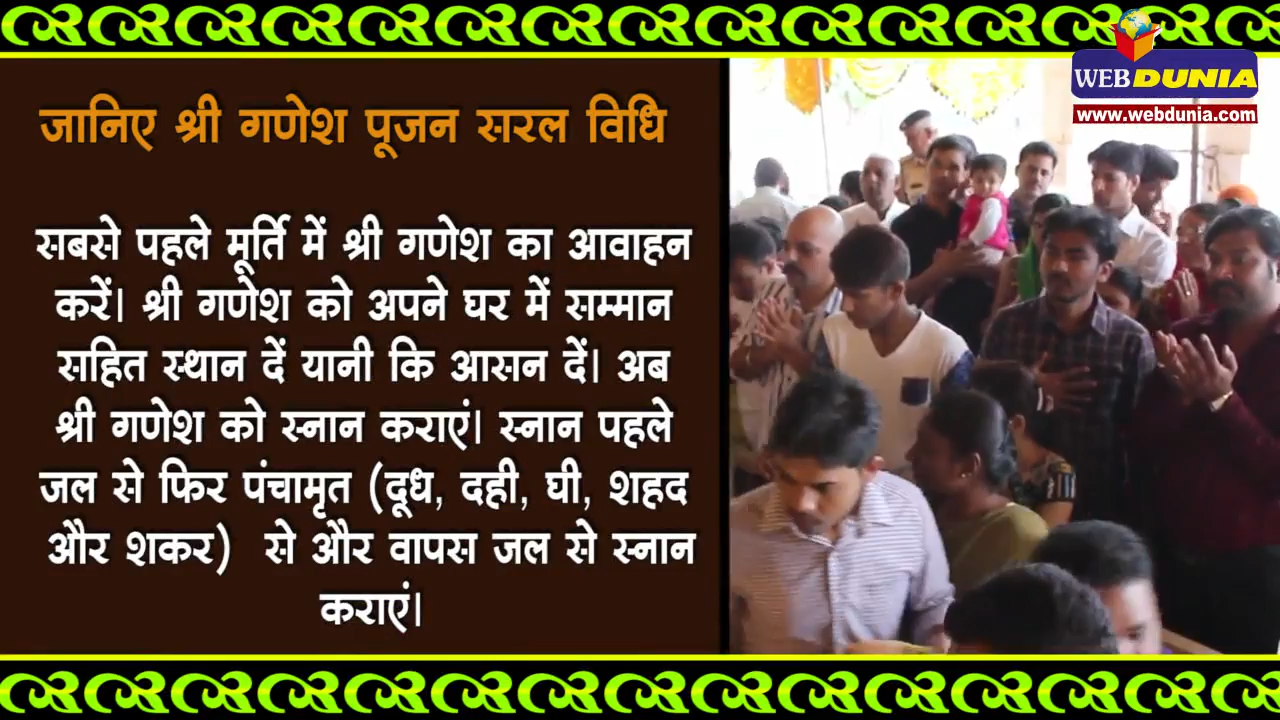 जानिए श्री गणेश पूजन सरल विधि
सबसे पहले मूर्ति में श्री गणेश का आवाहन
करें। श्री गणेश को अपने घर में सम्मान
सहित स्थान दें यानी कि आसन दें। अब
श्री गणेश को स्नान कराएं। स्नान पहले
जल से फिर पंचामृत (दूध, दही, घी, शहद
और शकर) से और वापस जल से स्नान
कराएं।
WEBDUNIA
www.webdunia.com